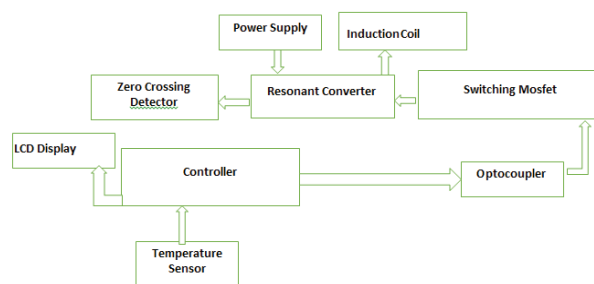 Power Supply
Induction Coil
Zero Crossing
Detector
Resonant Converter
Switching Mosfet
LCD Display
Controller
Optocoupler
Temperature
Sensor